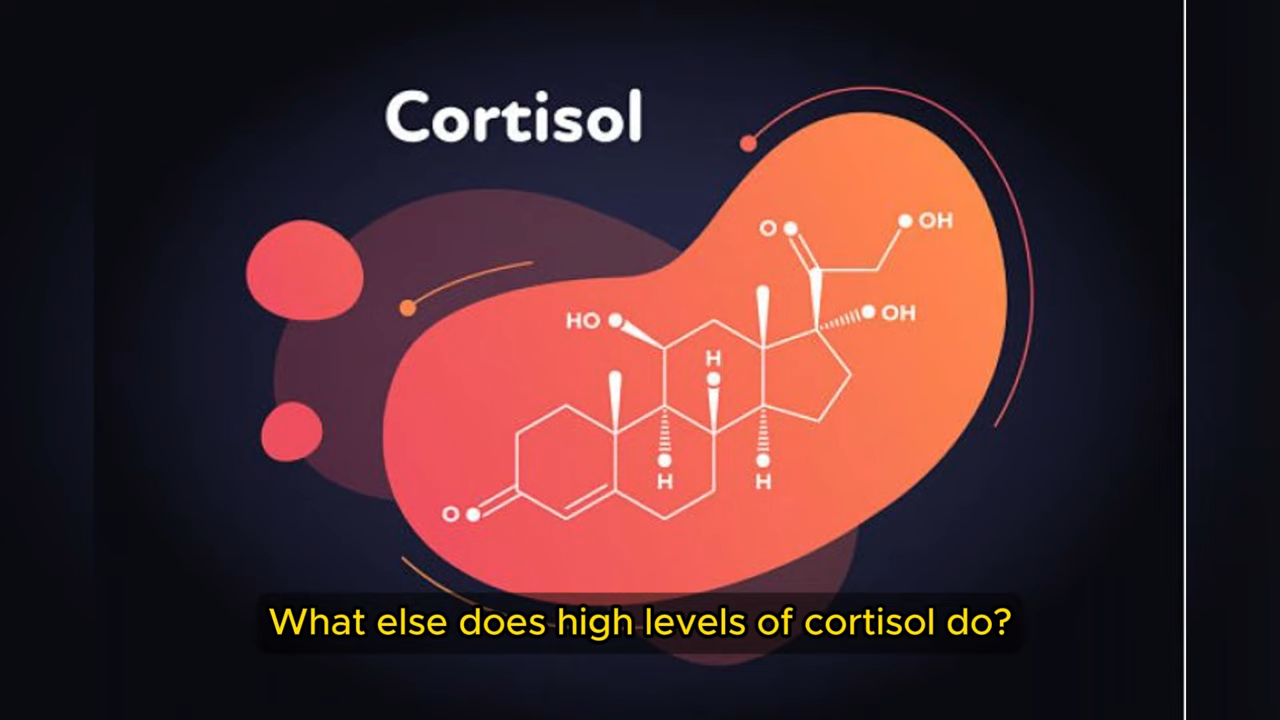 Cortisol
O
OH
HO
OH
H
H
H
O
What else does high levels of cortisol do?